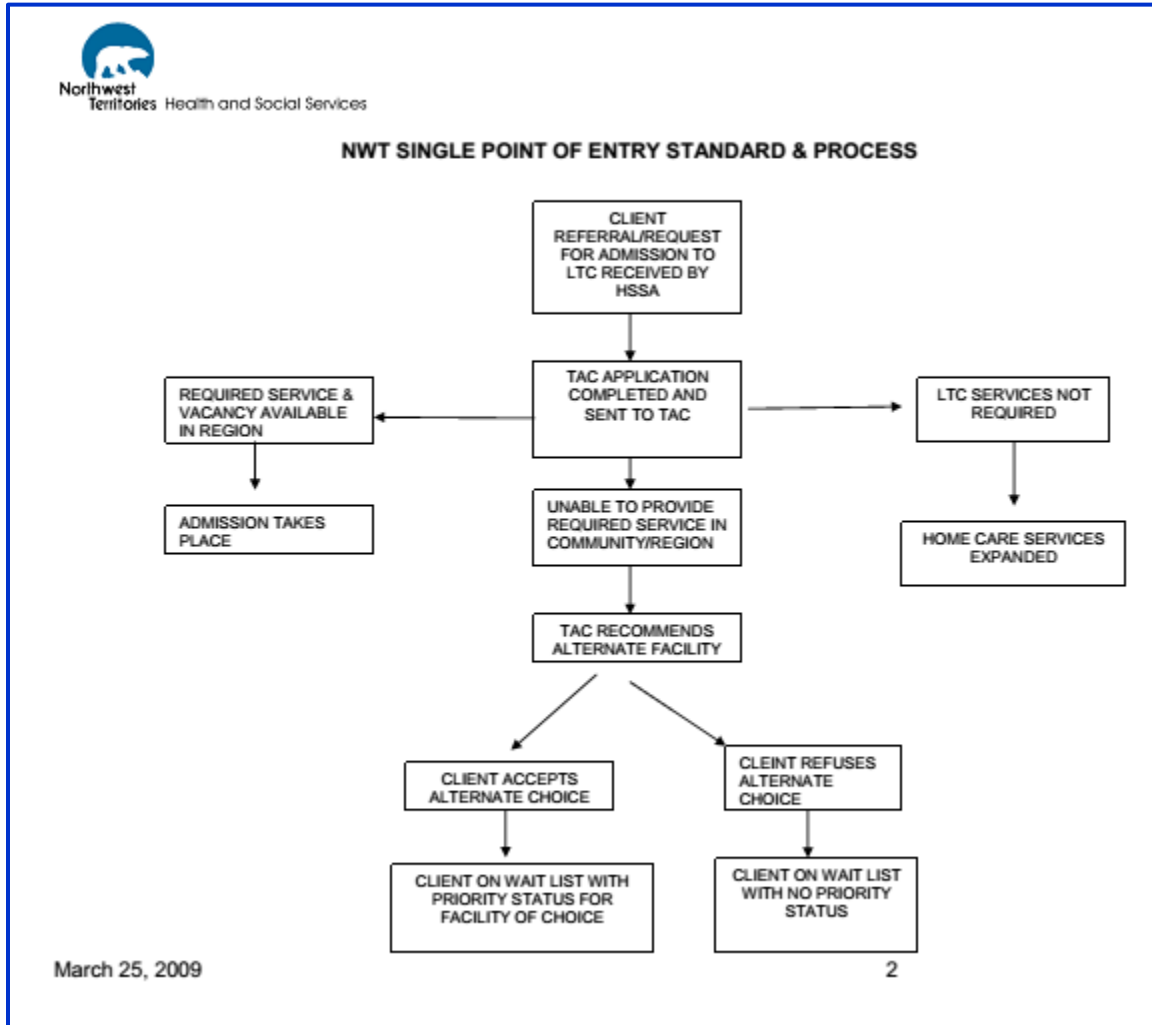 Northwest
Territories Health and Social Services
NWT SINGLE POINT OF ENTRY STANDARD & PROCESS
CLIENT
REFERRAL/REQUEST
FOR ADMISSION TO
LTC RECEIVED BY
HSSA
TAC APPLICATION
COMPLETED AND
SENT TO TAC
REQUIRED SERVICE &
VACANCY AVAILABLE
IN REGION
LTC SERVICES NOT
REQUIRED
ADMISSION TAKES
PLACE
UNABLE TO PROVIDE
REQUIRED SERVICE IN
COMMUNITY/REGION
HOME CARE SERVICES
EXPANDED
TAC RECOMMENDS
ALTERNATE FACILITY
CLIENT ACCEPTS
ALTERNATE CHOICE
CLEINT REFUSES
ALTERNATE
CHOICE
CLIENT ON WAIT LIST WITH
PRIORITY STATUS FOR
FACILITY OF CHOICE
CLIENT ON WAIT LIST
WITH NO PRIORITY
STATUS
March 25, 2009
2